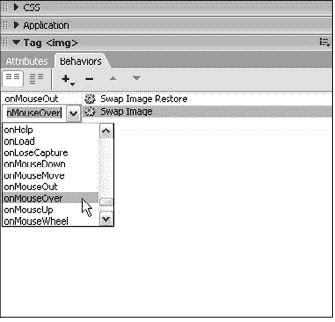 CSS
Application
Tag <img>
Attributes Behaviors
onMouseOut Swap Image Restore
nMouseOver Swap Image
onHelp
onLoad
onLoseCapture
onMouseDown
onMouseMove
onMouseOut
onMouseOver
onMouseUp
onMouseWheel